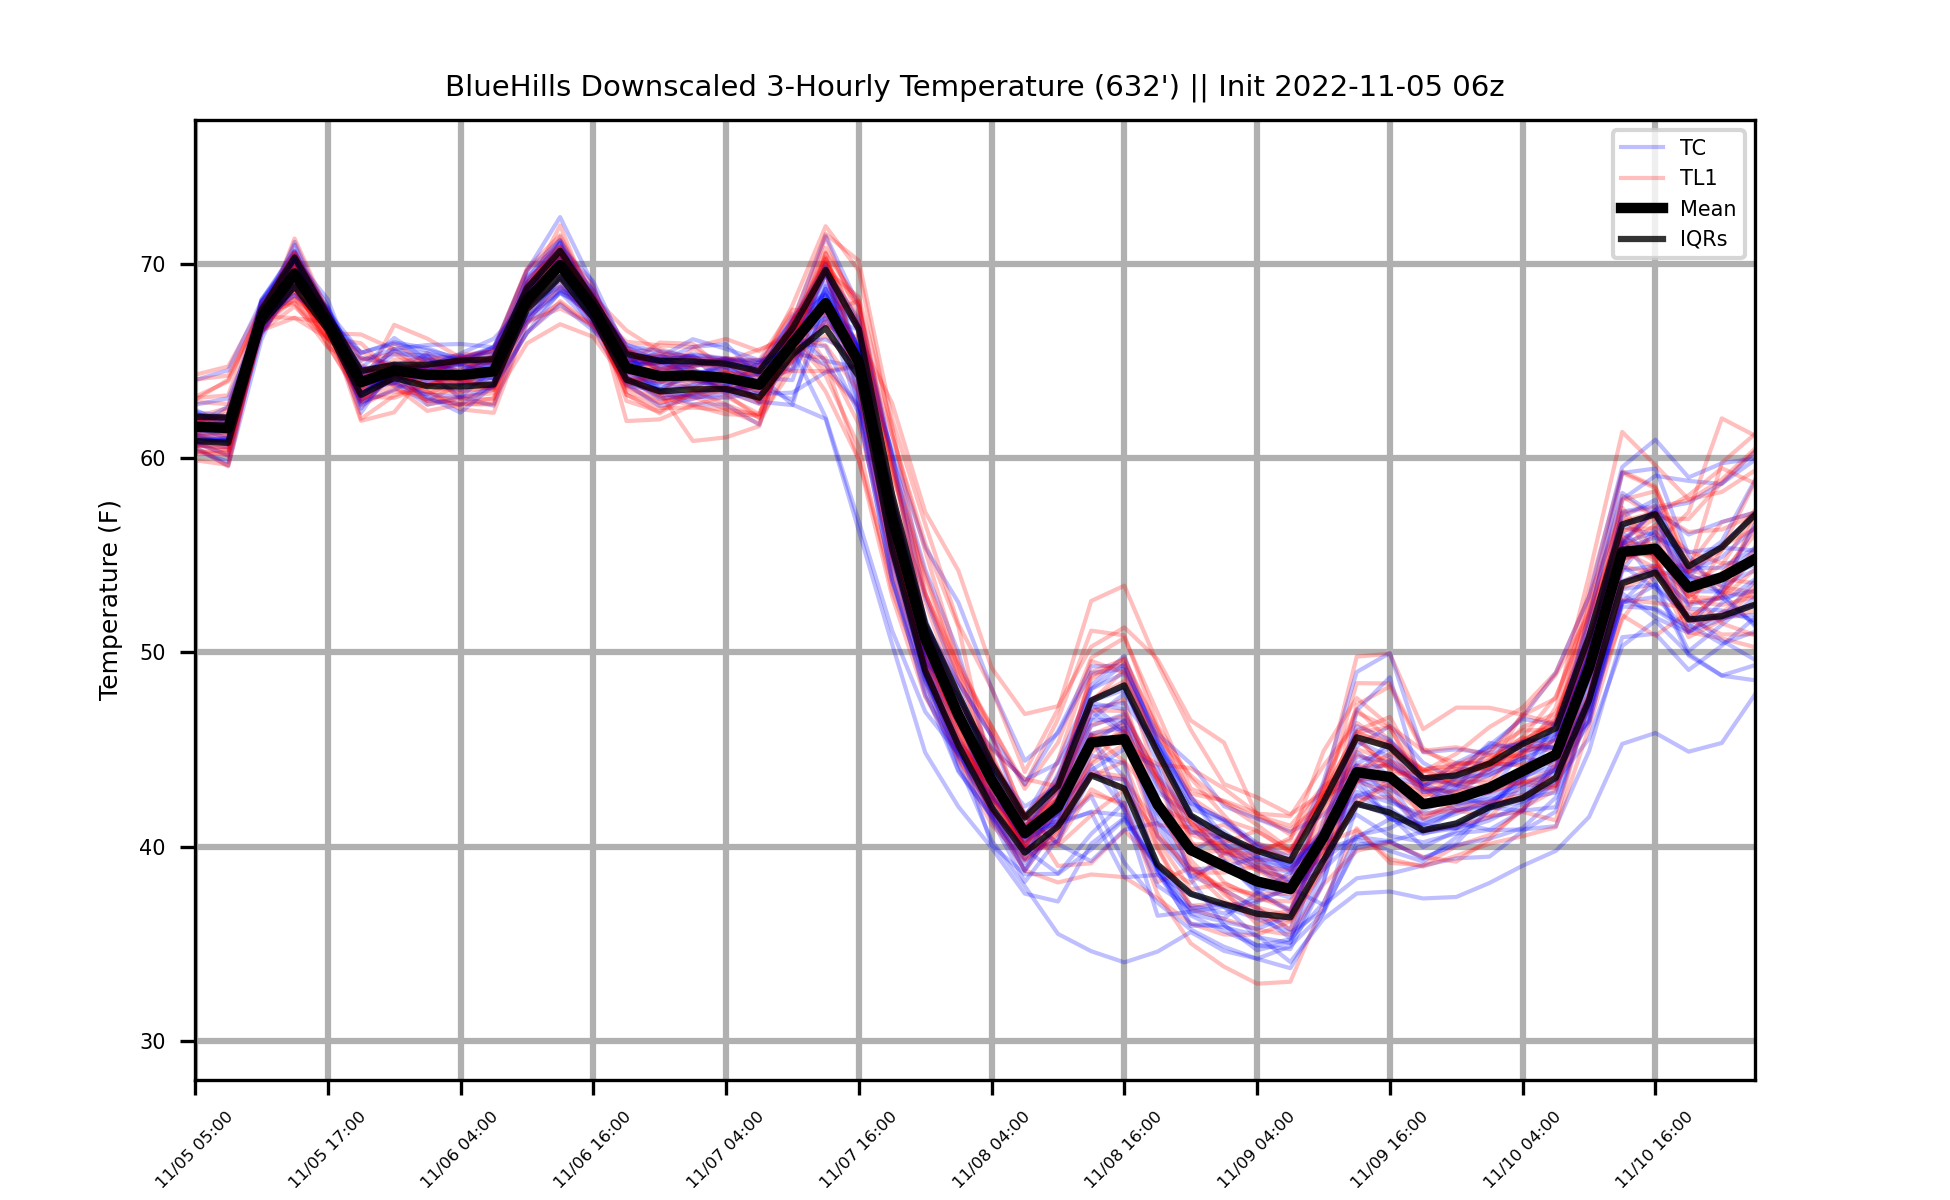 BlueHills Downscaled 3-Hourly Temperature (632') || Init 2022-11-05 06z
TC
TL1
Mean
IQRs
Temperature (F)
70
60
50
40
30
11/05 05:00
11/05 17:00
11/06 04:00
11/06 16:00
11/07 04:00
11/07 16:00
11/08 04:00
11/08 16:00
11/09 04:00
11/09 16:00
11/10 04:00
11/10 16:00